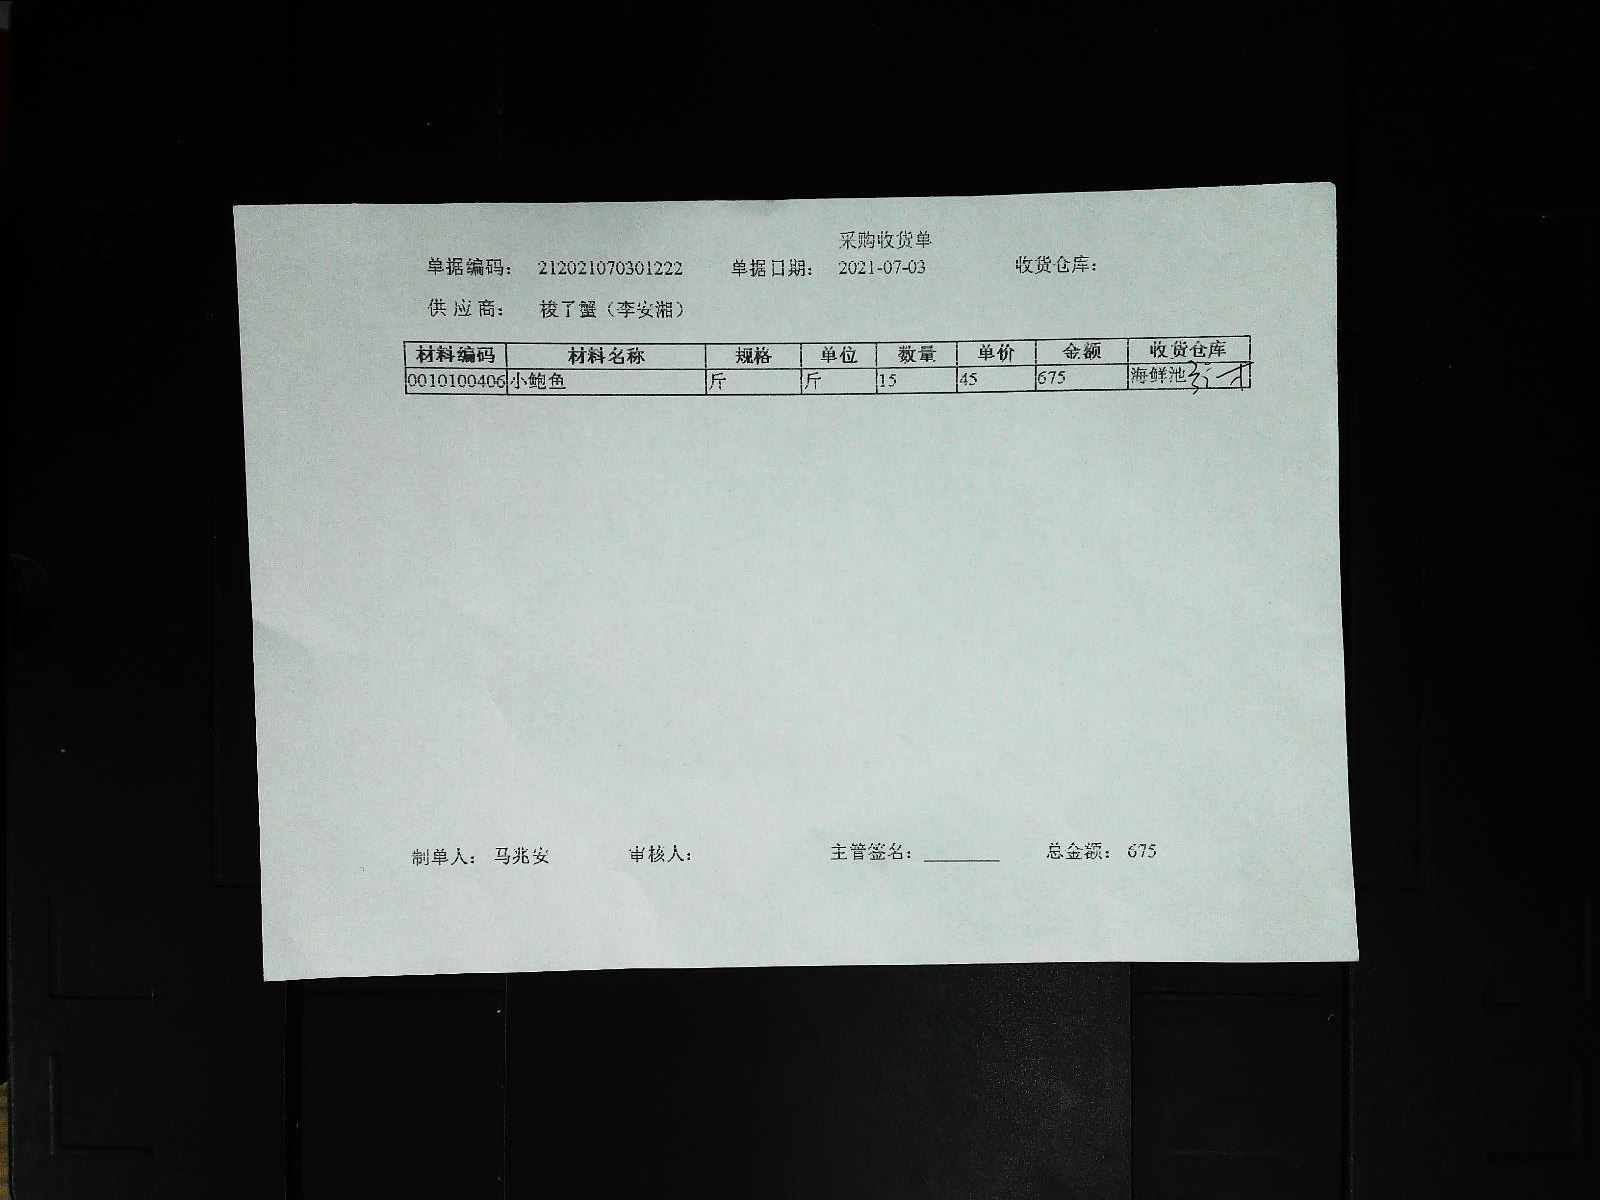 采购收货单
单据编码： 212021070301222 单据日期： 2021-07-03 收货仓库：
供 应 商： 梭子蟹（李安湘）
材料编码 材料名称 规格 单位 数量 单价 金额 收货仓库
0010100406 小鲍鱼 斤 斤 15 45 675 海鲜池
制单人： 马兆安 审核人： 主管签名：________ 总金额： 675